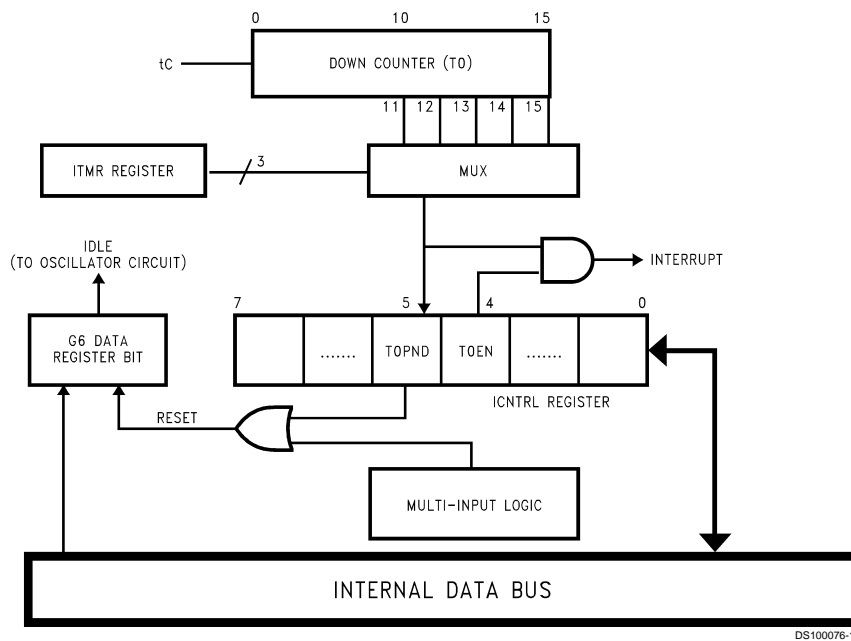 0 10 15
tC
DOWN COUNTER (T0)
11 12 13 14 15
ITMR REGISTER
3
MUX
IDLE
(TO OSCILLATOR CIRCUIT)
INTERRUPT
7 5 4 0
G6 DATA
REGISTER BIT
.......
TOPND
TOEN
.......
ICNTRL REGISTER
RESET
MULTI-INPUT LOGIC
INTERNAL DATA BUS